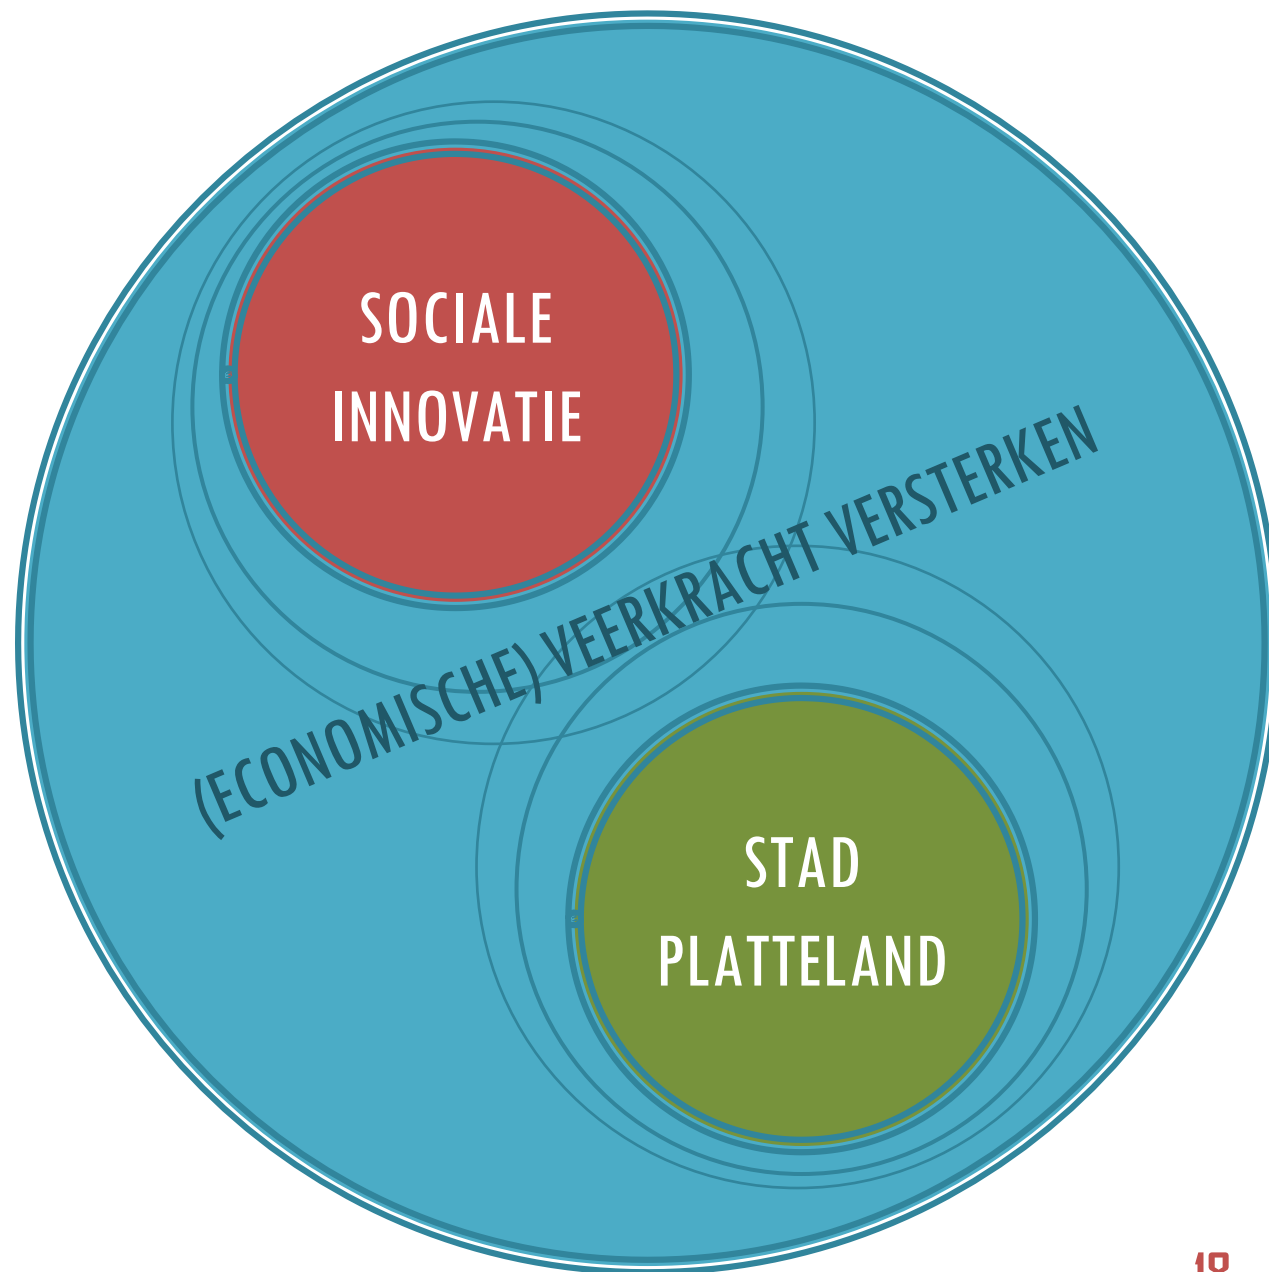 SOCIALE
INNOVATIE
(ECONOMISCHE) VEERKRACHT VERSTERKEN
STAD
PLATTELAND